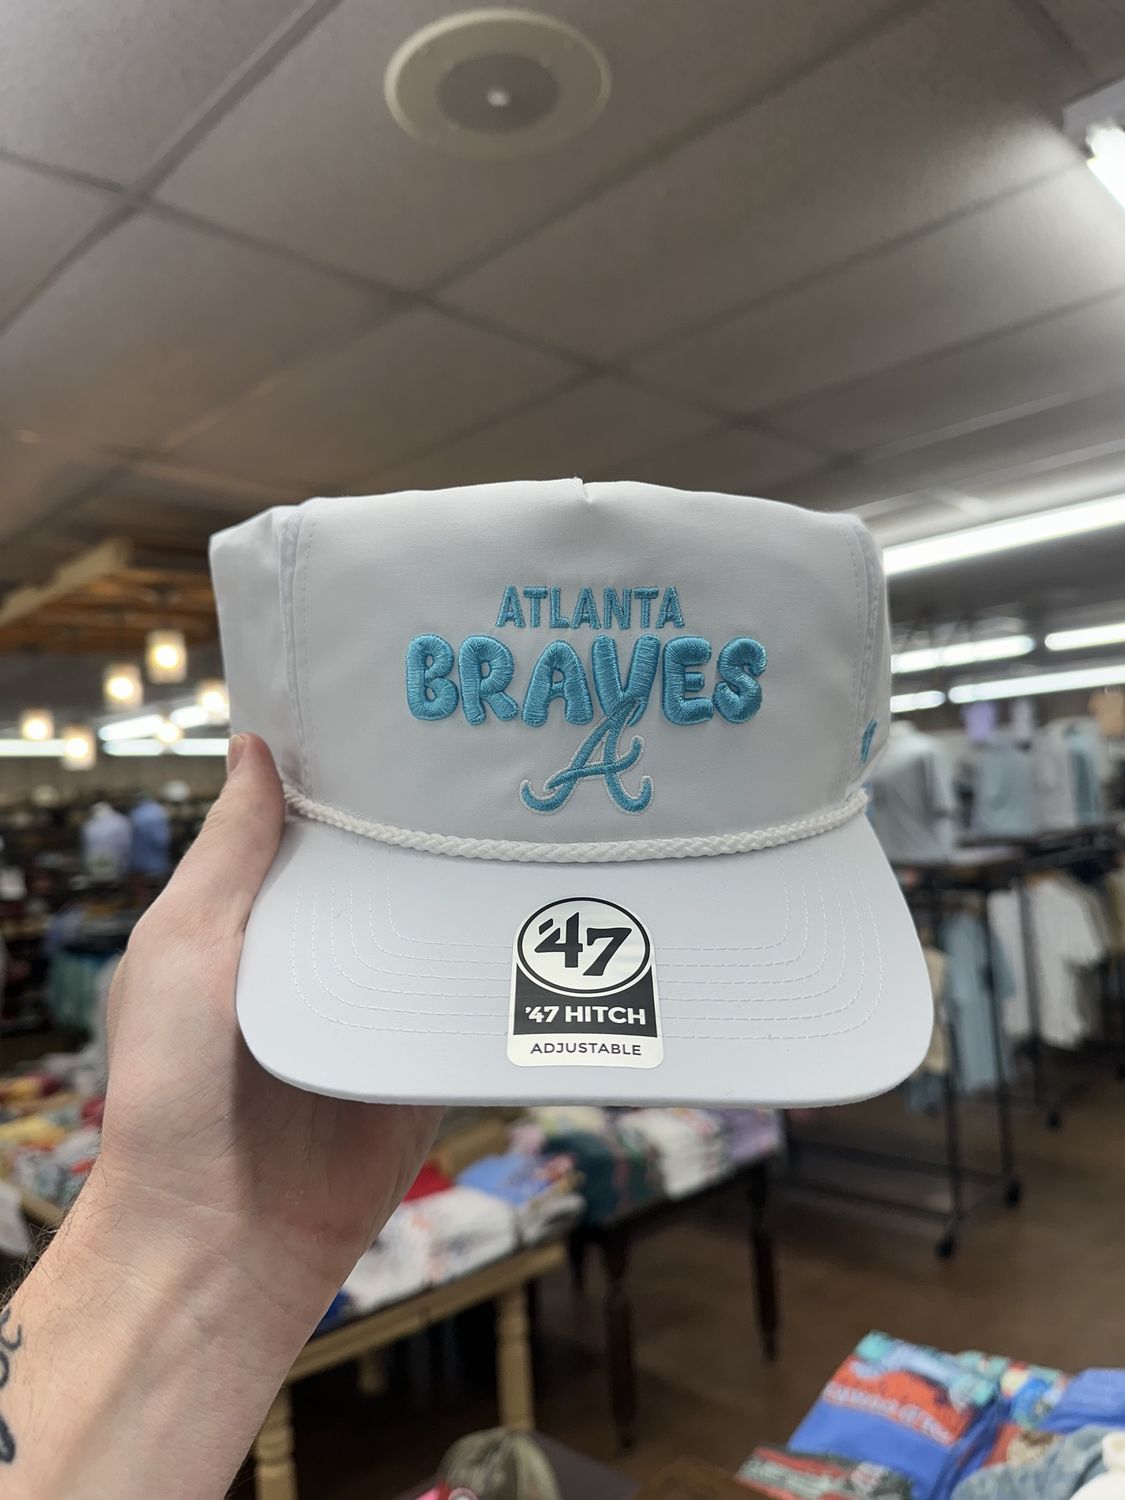 ATLANTA
BRAVES
A
'47
'47 HITCH
ADJUSTABLE